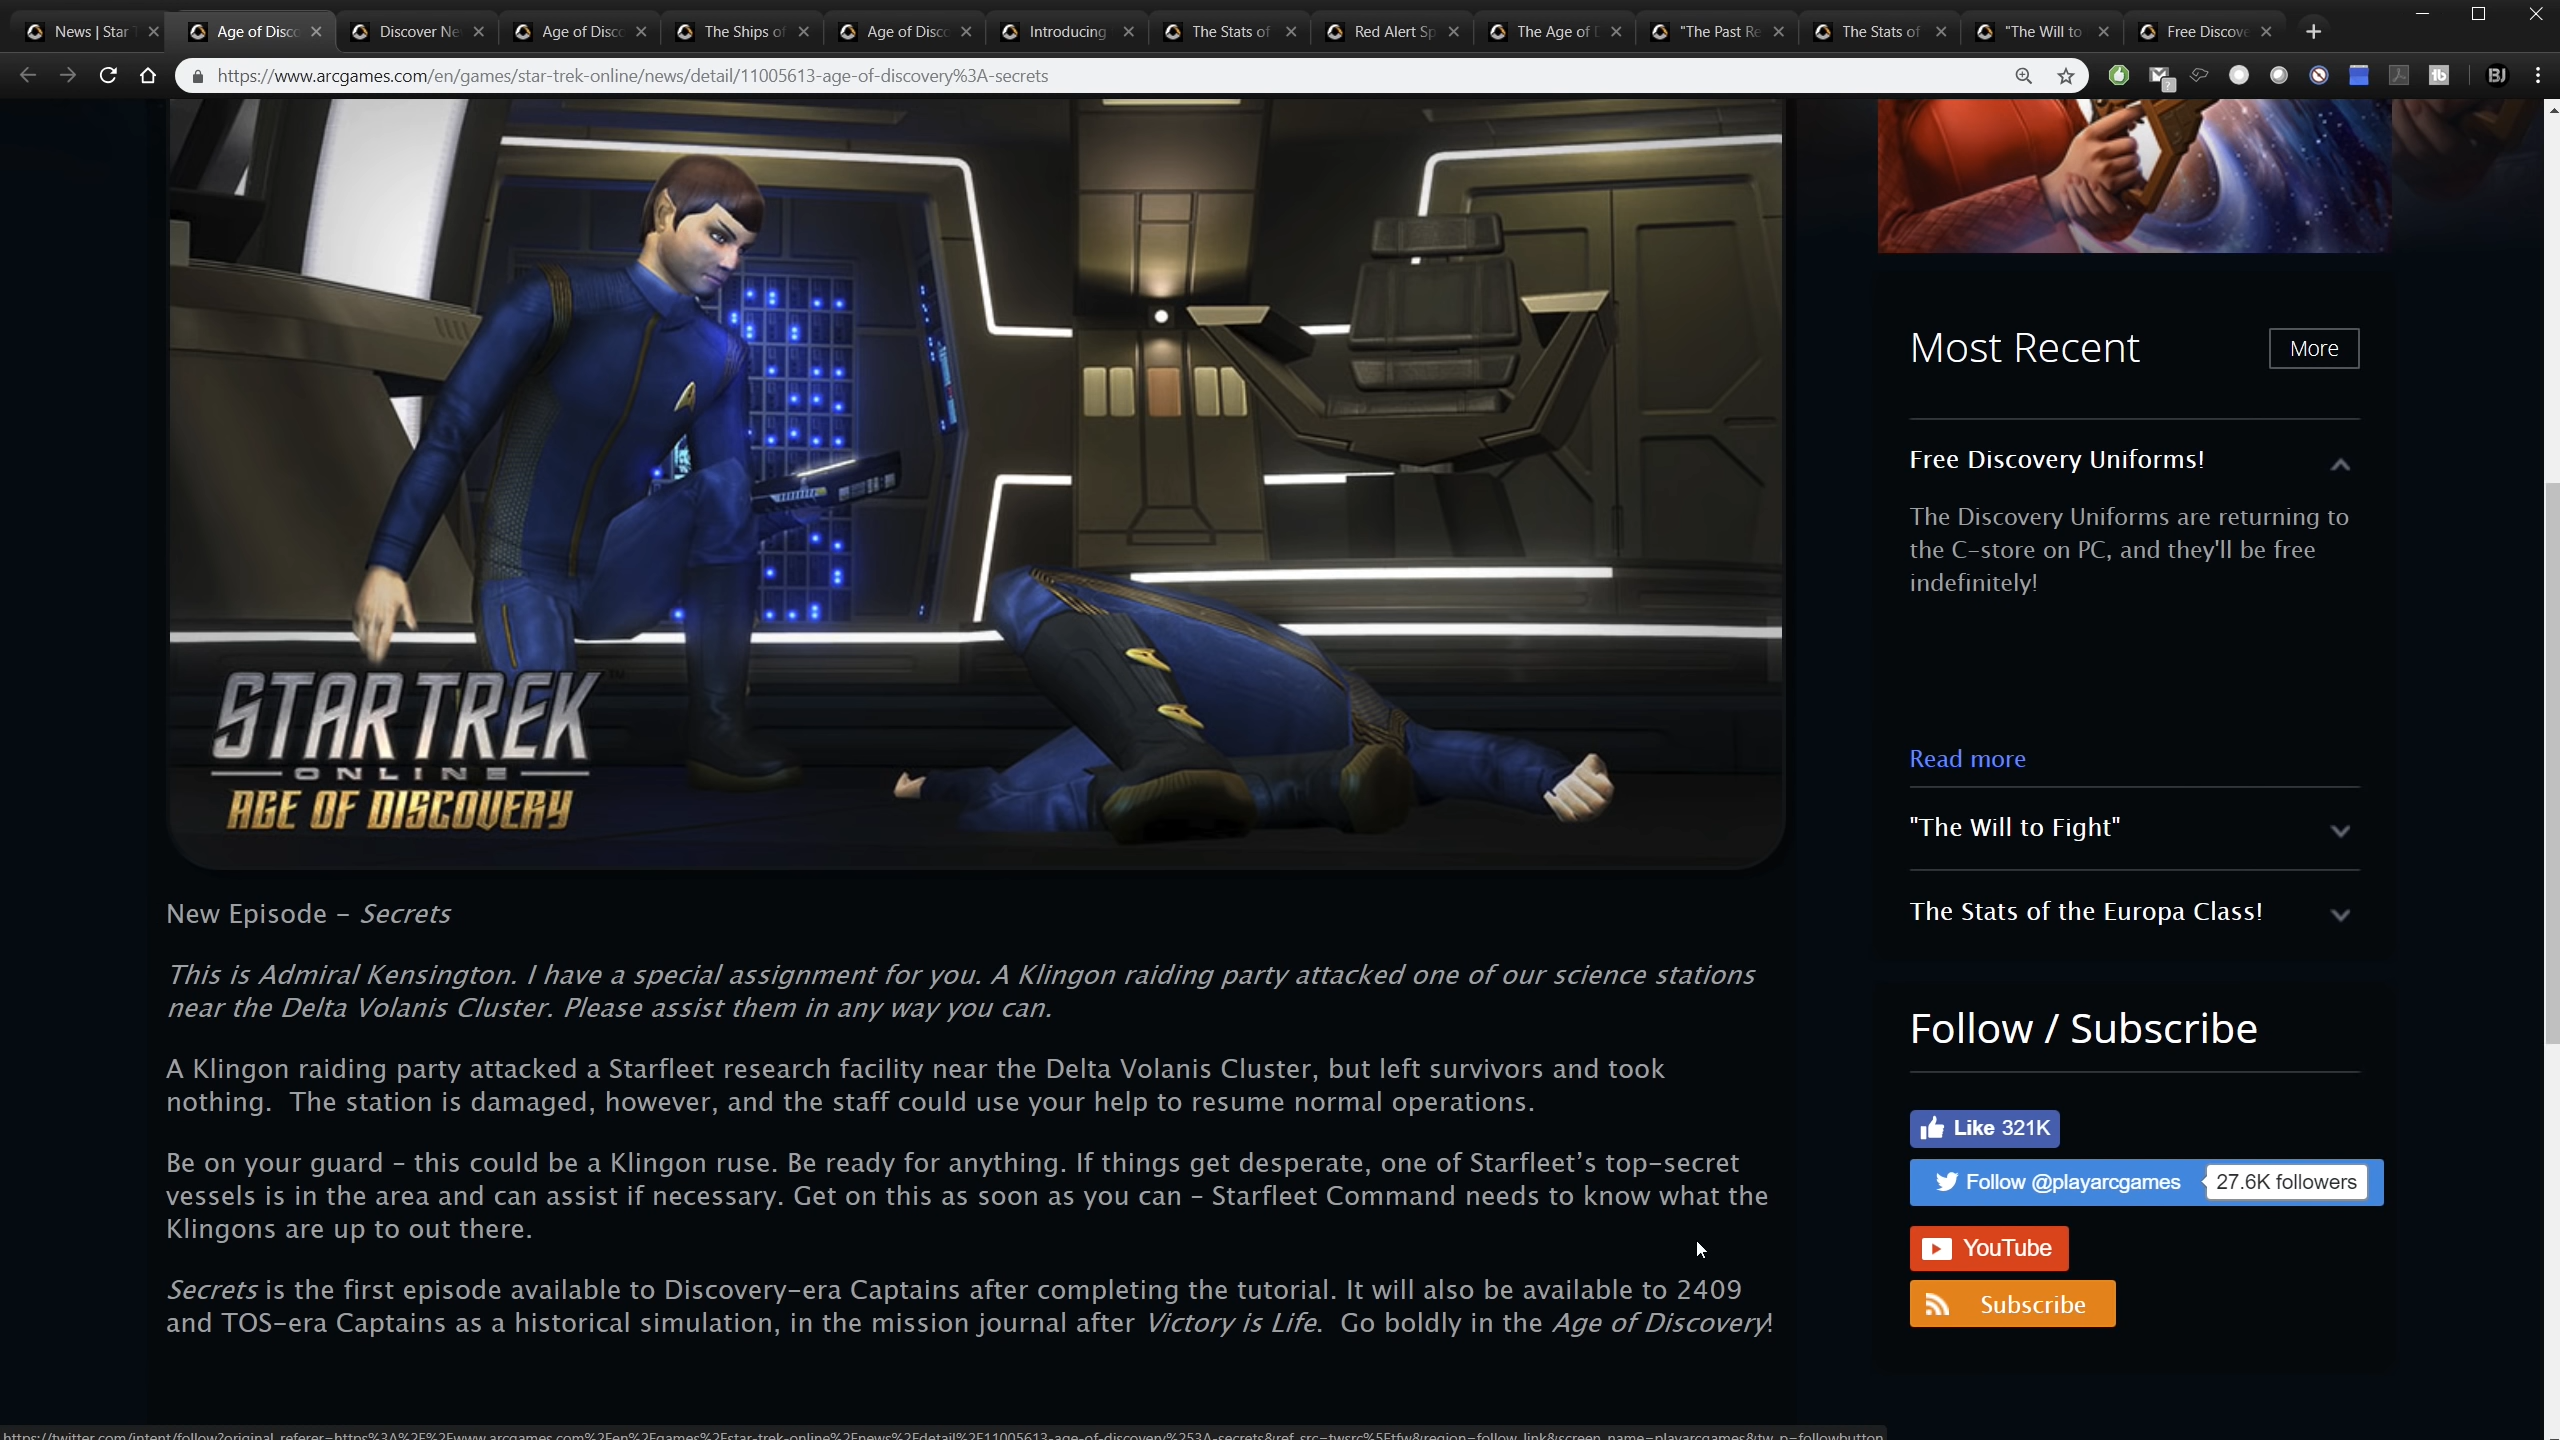 News | Star T
Age of Disco
Discover Ne
Age of Disco
The Ships of
Age of Disco
Introducing
The Stats of
Red Alert Sp
The Age of D
"The Past Re
The Stats of
"The Will to
Free Discove
https://www.arcgames.com/en/games/star-trek-online/news/detail/11005613-age-of-discovery%3A-secrets
BJ
STAR TREK
ONLINE
AGE OF DISCOVERY
New Episode – Secrets
This is Admiral Kensington. I have a special assignment for you. A Klingon raiding party attacked one of our science stations
near the Delta Volanis Cluster. Please assist them in any way you can.
A Klingon raiding party attacked a Starfleet research facility near the Delta Volanis Cluster, but left survivors and took
nothing.  The station is damaged, however, and the staff could use your help to resume normal operations.
Be on your guard – this could be a Klingon ruse. Be ready for anything. If things get desperate, one of Starfleet’s top-secret
vessels is in the area and can assist if necessary. Get on this as soon as you can – Starfleet Command needs to know what the
Klingons are up to out there.
Secrets is the first episode available to Discovery-era Captains after completing the tutorial. It will also be available to 2409
and TOS-era Captains as a historical simulation, in the mission journal after Victory is Life.  Go boldly in the Age of Discovery!
Most Recent
More
Free Discovery Uniforms!
The Discovery Uniforms are returning to
the C-store on PC, and they'll be free
indefinitely!
Read more
"The Will to Fight"
The Stats of the Europa Class!
Follow / Subscribe
Like 321K
Follow @playarcgames
27.6K followers
YouTube
Subscribe